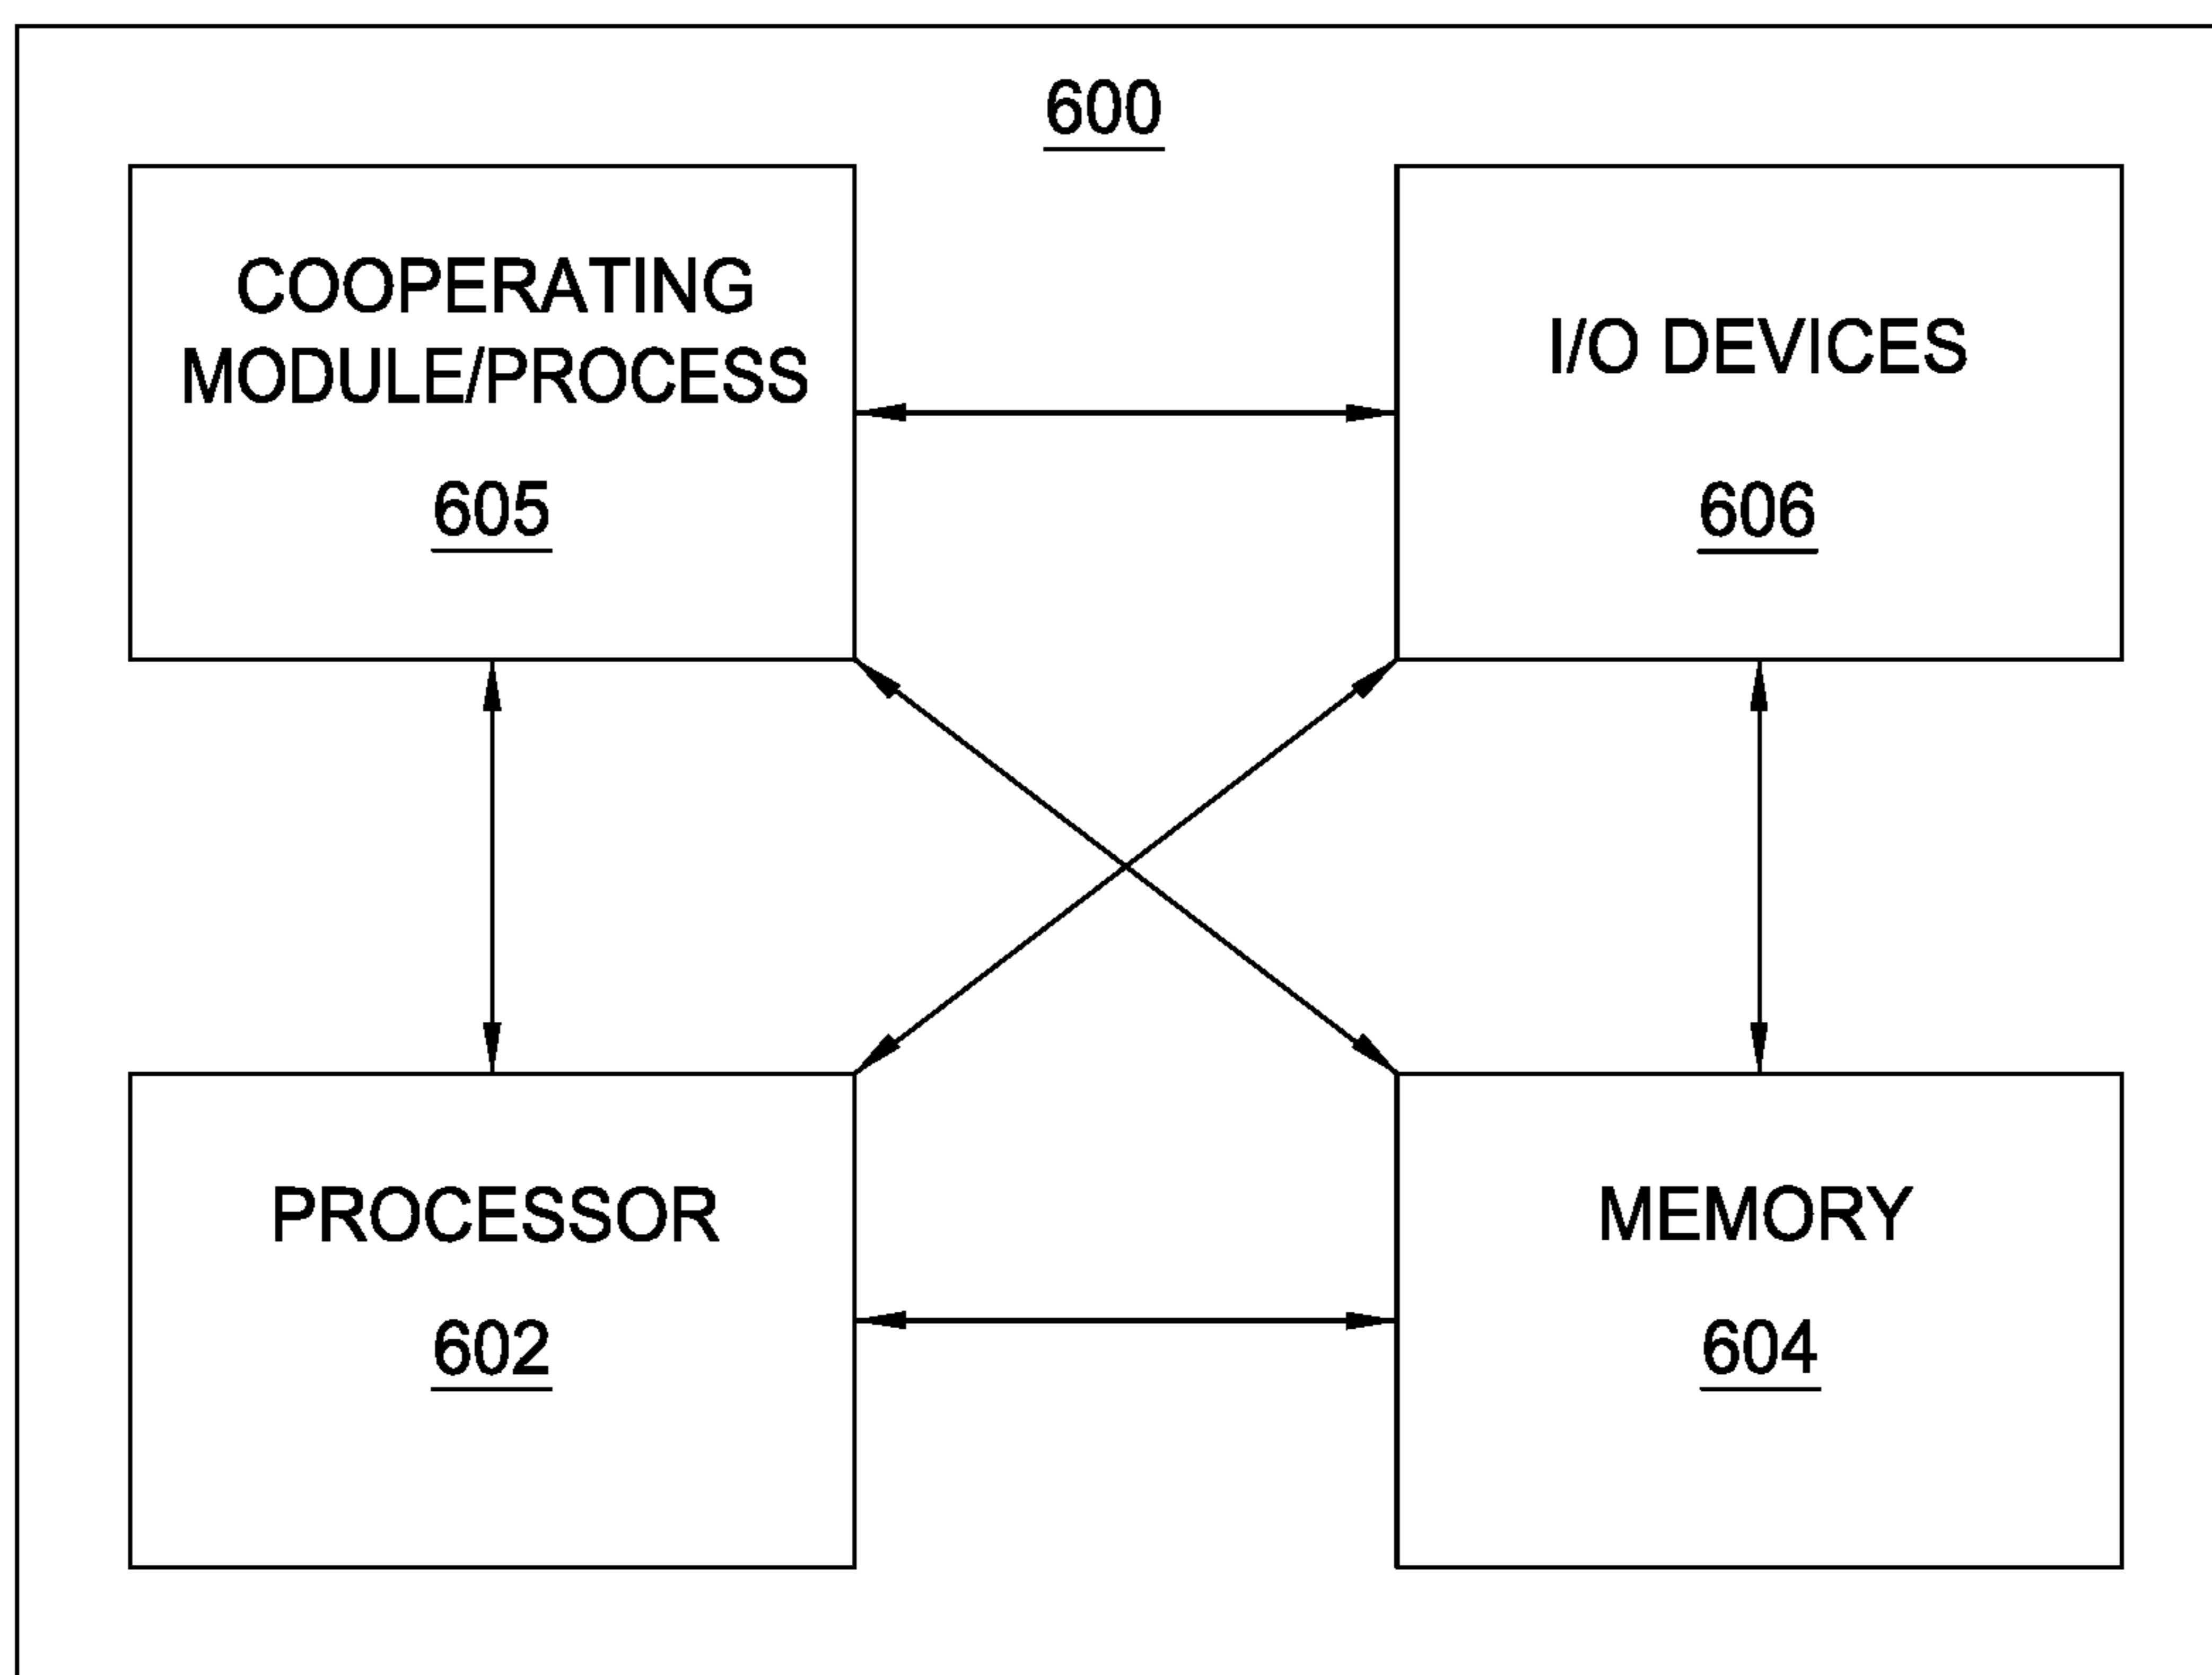 600
COOPERATING
MODULE/PROCESS
605
I/O DEVICES
606
PROCESSOR
602
MEMORY
604